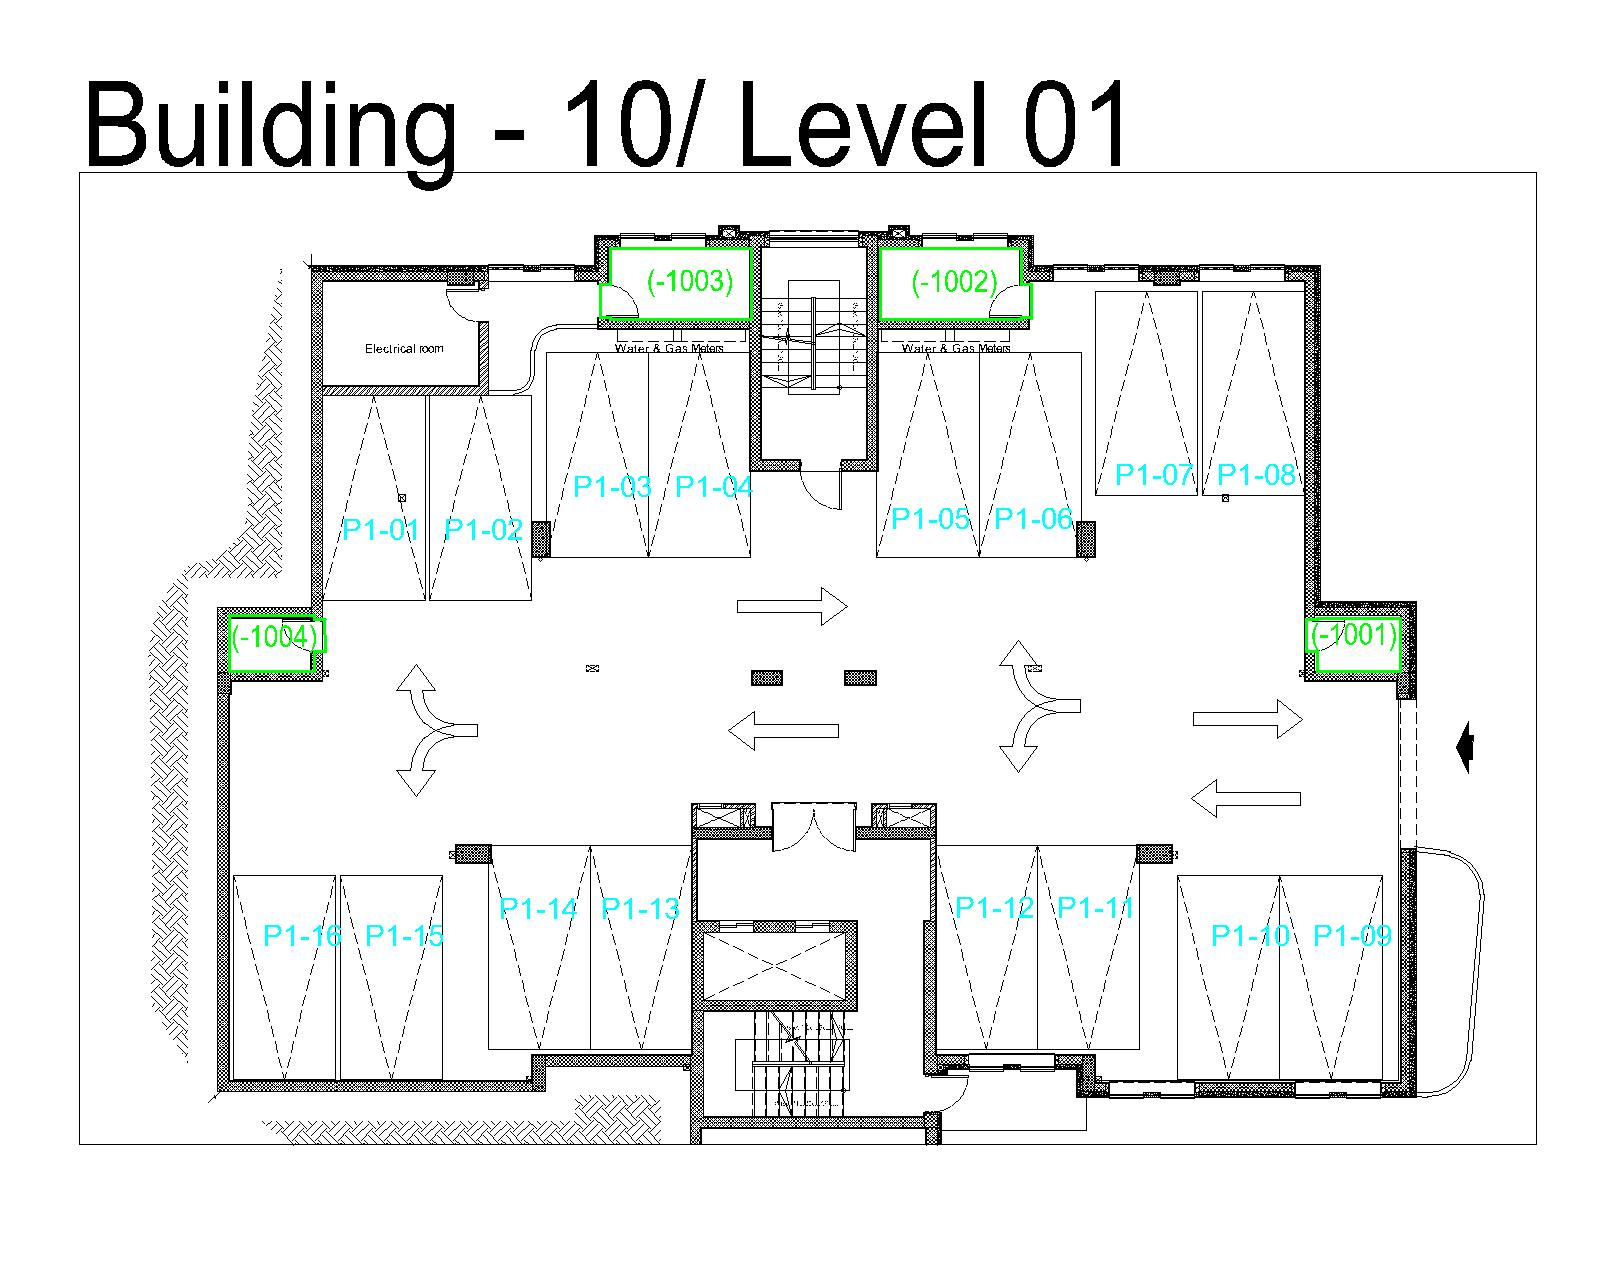 Building - 10/ Level 01
(-1003)
(-1002)
Electrical room
Water & Gas Meters
Water & Gas Meters
P1-07
P1-08
P1-03
P1-04
P1-05
P1-06
P1-01
P1-02
(-1004)
(-1001)
P1-14
P1-13
P1-12
P1-11
P1-16
P1-15
P1-10
P1-09